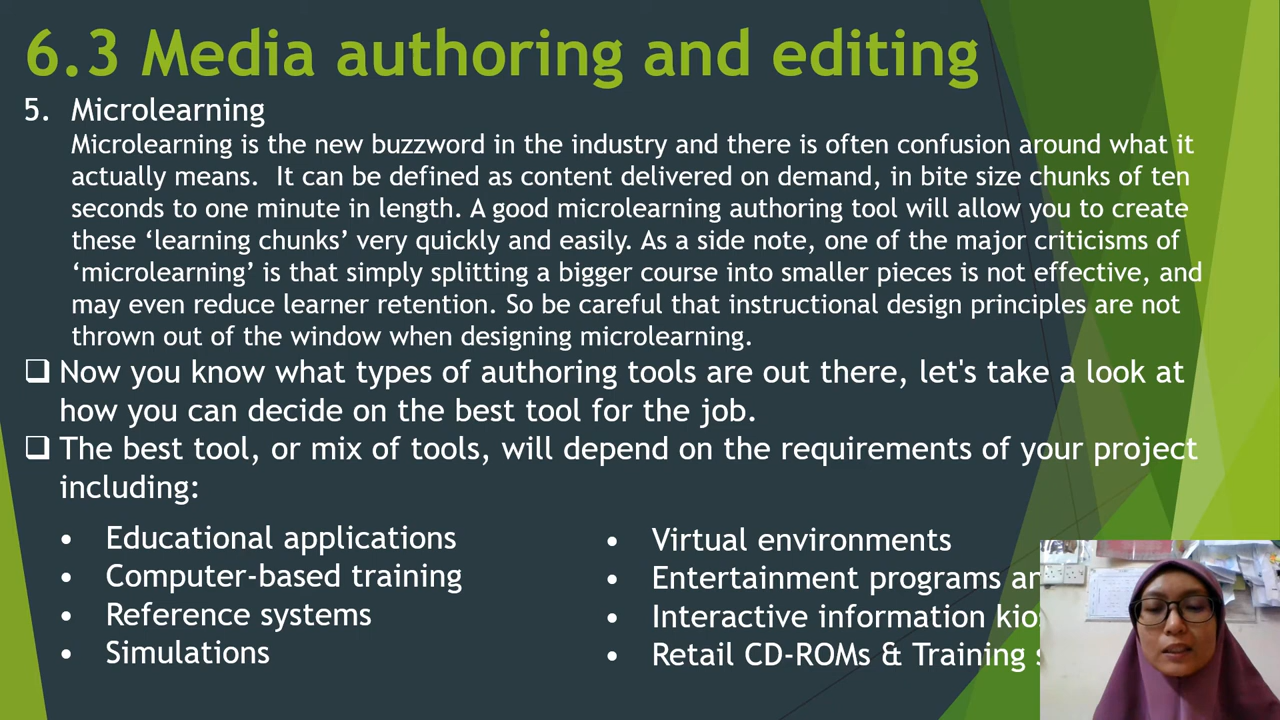 6.3 Media authoring and editing
5. Microlearning
Microlearning is the new buzzword in the industry and there is often confusion around what it
actually means.  It can be defined as content delivered on demand, in bite size chunks of ten
seconds to one minute in length. A good microlearning authoring tool will allow you to create
these ‘learning chunks’ very quickly and easily. As a side note, one of the major criticisms of
‘microlearning’ is that simply splitting a bigger course into smaller pieces is not effective, and
may even reduce learner retention. So be careful that instructional design principles are not
thrown out of the window when designing microlearning.
❑ Now you know what types of authoring tools are out there, let's take a look at
how you can decide on the best tool for the job.
❑ The best tool, or mix of tools, will depend on the requirements of your project
including:
• Educational applications
• Computer-based training
• Reference systems
• Simulations
• Virtual environments
• Entertainment programs
• Interactive information
• Retail CD-ROMs & Training